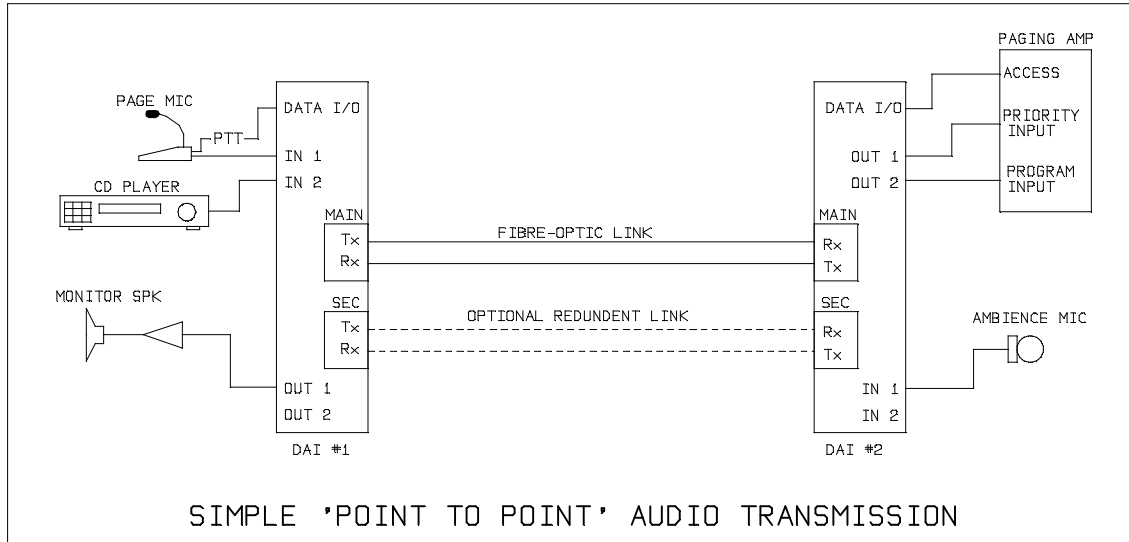 PAGING AMP
ACCESS
PRIORITY
INPUT
PROGRAM
INPUT
PAGE MIC
PTT
CD PLAYER
MONITOR SPK
DATA I/O
IN 1
IN 2
MAIN
Tx
Rx
SEC
Tx
Rx
OUT 1
OUT 2
DAI #1
FIBRE-OPTIC LINK
OPTIONAL REDUNDENT LINK
DATA I/O
OUT 1
OUT 2
MAIN
Rx
Tx
SEC
Rx
Tx
IN 1
IN 2
DAI #2
AMBIENCE MIC
SIMPLE 'POINT TO POINT' AUDIO TRANSMISSION